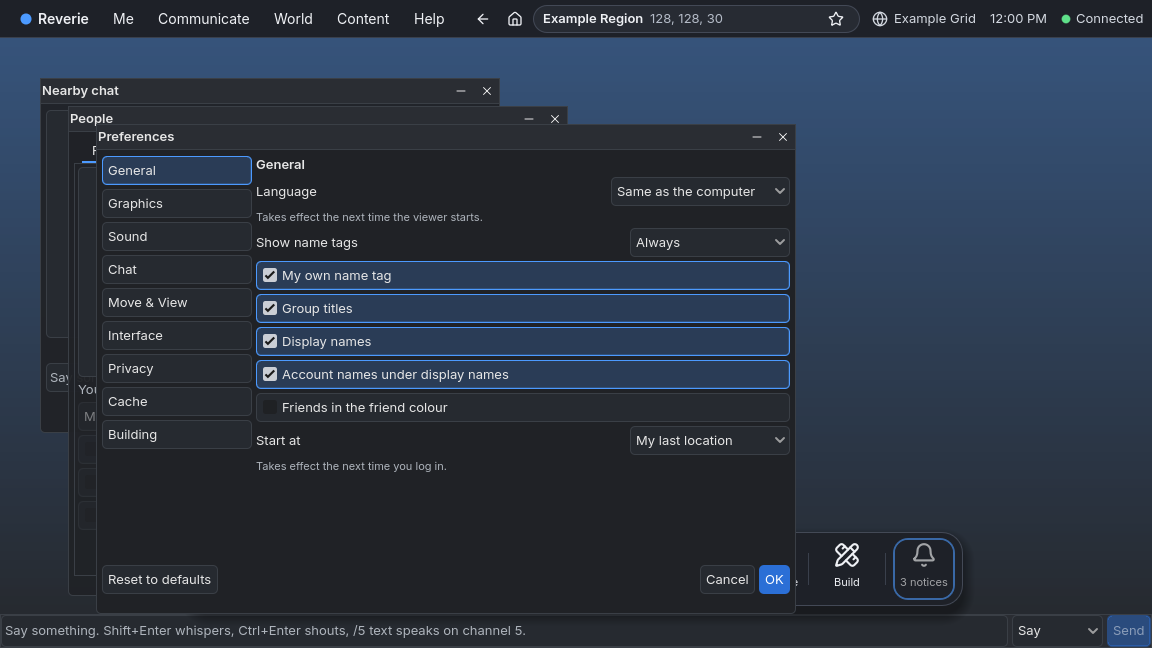 Reverie Me Communicate World Content Help Example Region 128, 128, 30 Example Grid 12:00 PM Connected
Nearby chat
People
Preferences
General
Graphics
Sound
Chat
Move & View
Interface
Privacy
Cache
Building
General
Language Same as the computer
Takes effect the next time the viewer starts.
Show name tags Always
My own name tag
Group titles
Display names
Account names under display names
Friends in the friend colour
Start at My last location
Takes effect the next time you log in.
Reset to defaults Cancel OK
Build
3 notices
Say something. Shift+Enter whispers, Ctrl+Enter shouts, /5 text speaks on channel 5. Say Send